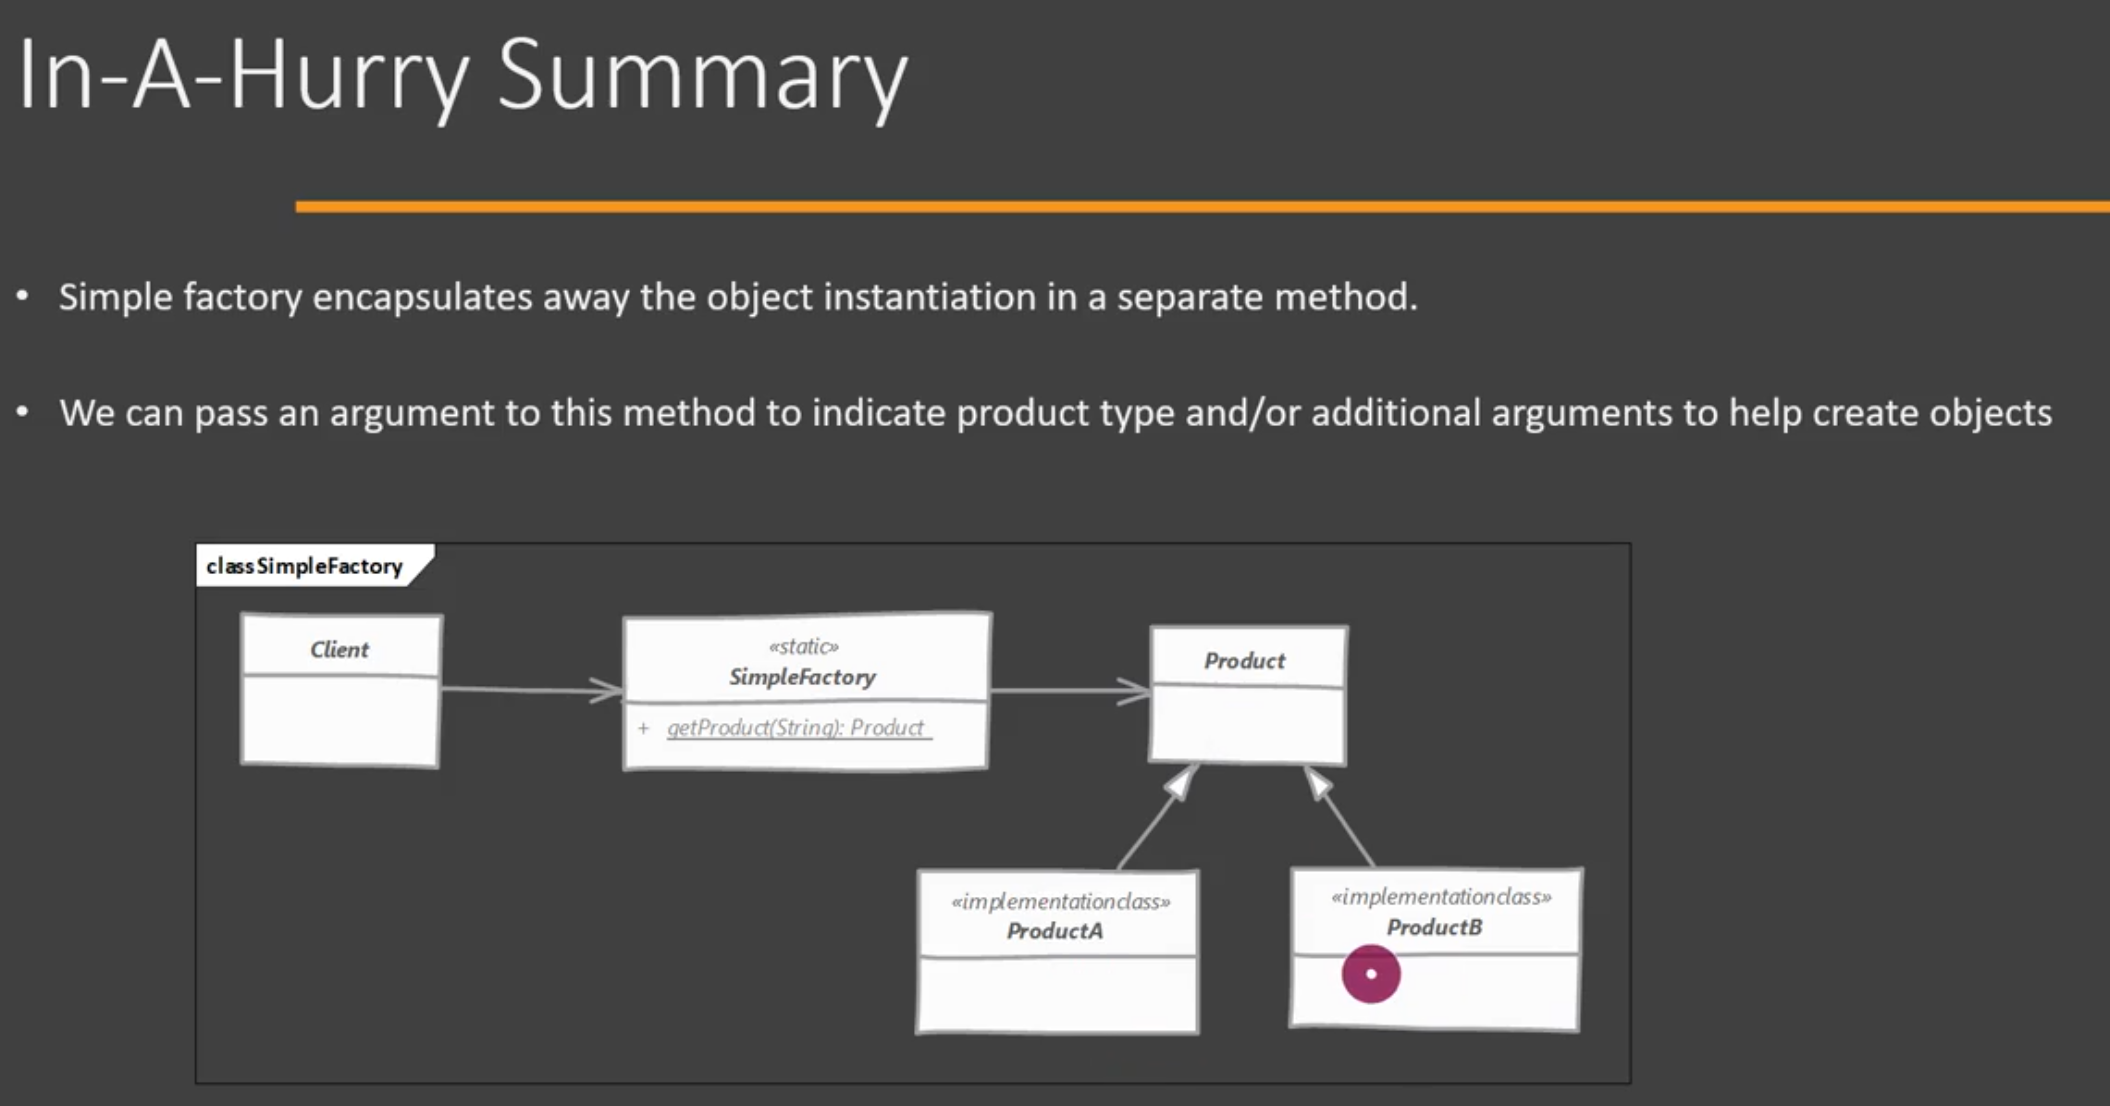 In-A-Hurry Summary
• Simple factory encapsulates away the object instantiation in a separate method.
• We can pass an argument to this method to indicate product type and/or additional arguments to help create objects
class SimpleFactory
Client
«static»
SimpleFactory
+ getProduct(String): Product
Product
«implementationclass»
ProductA
«implementationclass»
ProductB